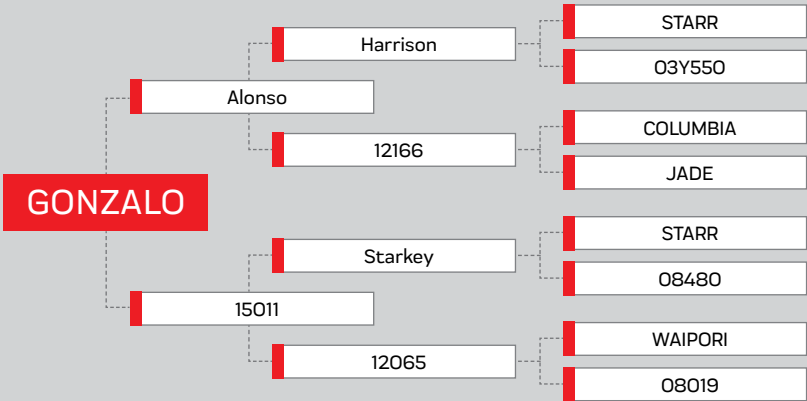 STARR
Harrison
03Y550
Alonso
COLUMBIA
12166
JADE
GONZALO
STARR
Starkey
08480
15011
WAIPORI
12065
08019